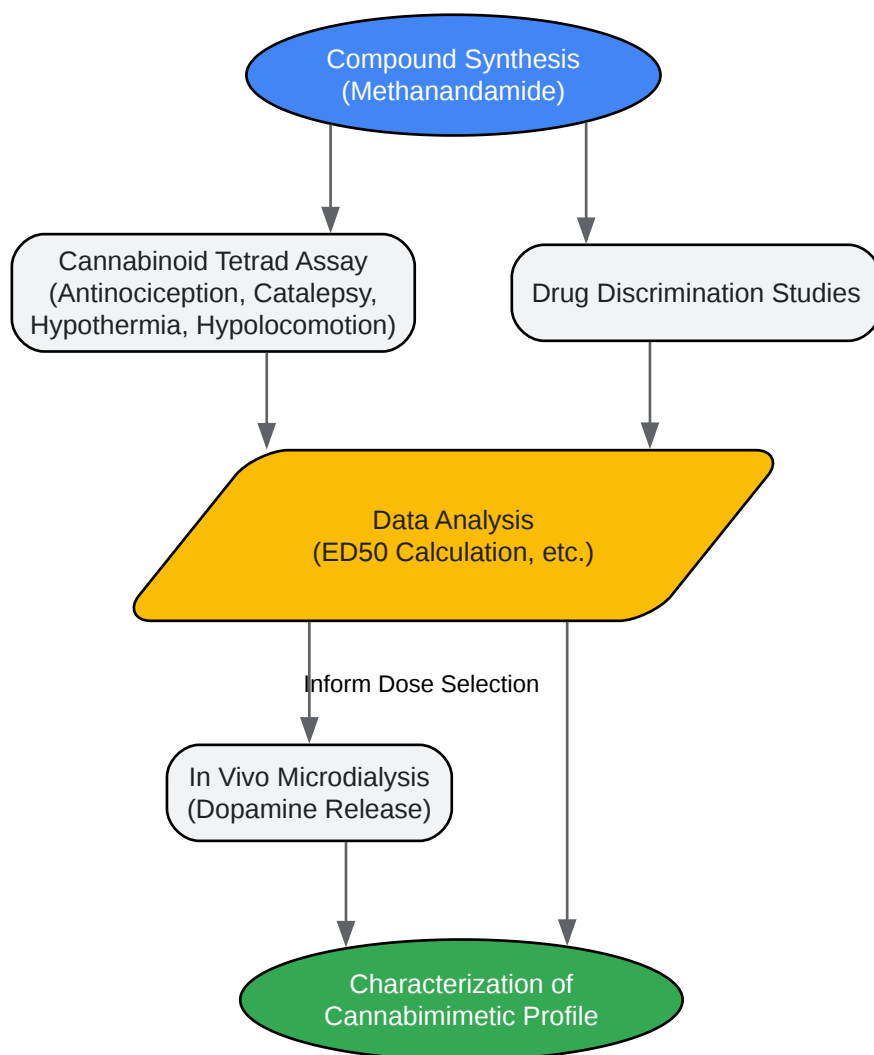 Compound Synthesis
(Methanandamide)
Cannabinoid Tetrad Assay
(Antinociception, Catalepsy,
Hypothermia, Hypolocomotion)
Drug Discrimination Studies
Data Analysis
(ED50 Calculation, etc.)
Inform Dose Selection
In Vivo Microdialysis
(Dopamine Release)
Characterization of
Cannabimimetic Profile